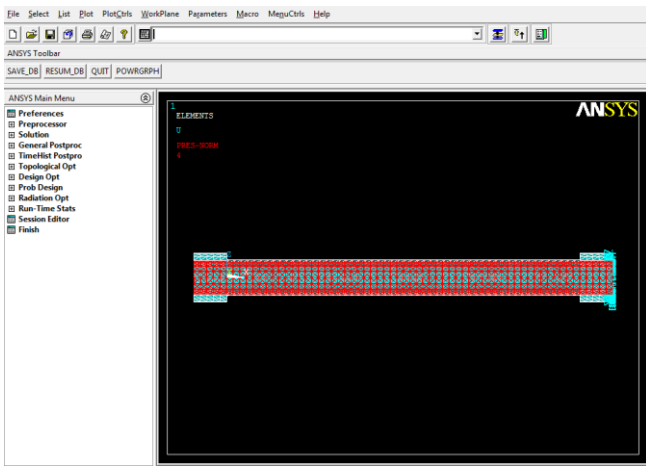 File Select List Plot PlotCtrls WorkPlane Parameters Macro MenuCtrls Help
ANSYS Toolbar
SAVE_DB RESUM_DB QUIT POWRGRPH
ANSYS Main Menu
Preferences
Preprocessor
Solution
General Postproc
TimeHist Postpro
Topological Opt
Design Opt
Prob Design
Radiation Opt
Run-Time Stats
Session Editor
Finish
1
ELEMENTS
U
PRES-NORM
4
ANSYS
X